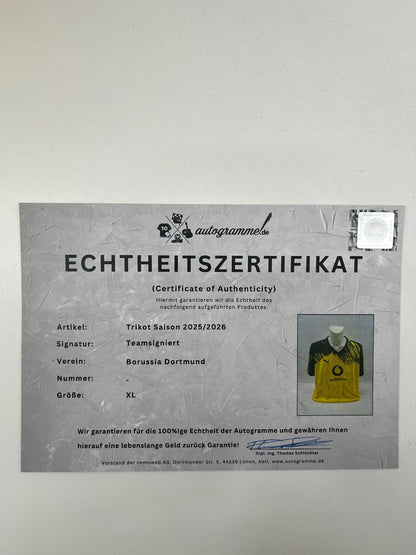 10
autogramme.de
ECHTHEITSZERTIFIKAT
(Certificate of Authenticity)
Hiermit garantieren wir die Echtheit des
nachfolgend aufgeführten Produktes:
Artikel: Trikot Saison 2025/2026
Signatur: Teamsigniert
Verein: Borussia Dortmund
Nummer: -
Größe: XL
vodafone
Wir garantieren für die 100%ige Echtheit der Autogramme und gewähren Ihnen
hierauf eine lebenslange Geld zurück Garantie!
Dipl. Ing. Thomas Schlüchter
Vorstand der immowab AG, Dortmunder Str. 5, 44536 Lünen, Abtl. www.autogramme.de